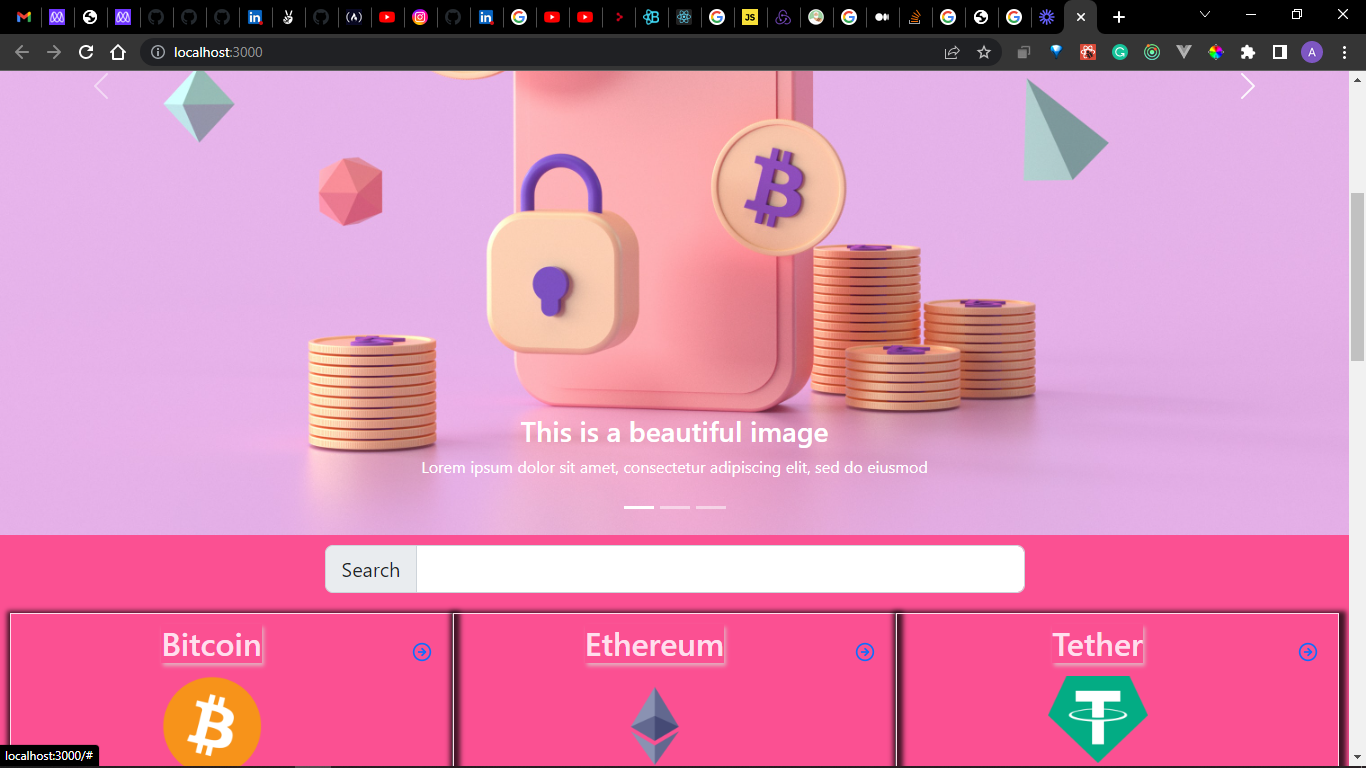 localhost:3000
This is a beautiful image
Lorem ipsum dolor sit amet, consectetur adipiscing elit, sed do eiusmod
Search
Bitcoin
Ethereum
Tether
localhost:3000/#